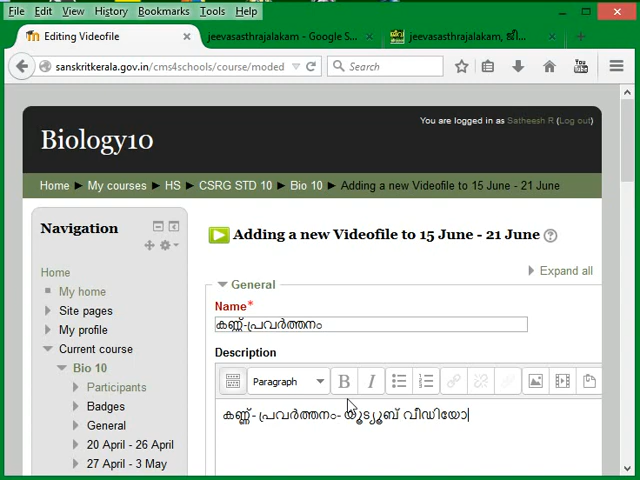 File Edit View History Bookmarks Tools Help
Editing Videofile
jeevasasthrajalakam - Google S...
jeevasasthrajalakam, ജീ...
sanskritkerala.gov.in/cms4schools/course/moded
Search
You Tube
You are logged in as Satheesh R (Log out)
Biology10
Home ► My courses ► HS ► CSRG STD 10 ► Bio 10 ► Adding a new Videofile to 15 June - 21 June
Navigation
Home
My home
Site pages
My profile
Current course
Bio 10
Participants
Badges
General
20 April - 26 April
27 April - 3 May
Adding a new Videofile to 15 June - 21 June
Expand all
General
Name*
കണ്ണ്-പ്രവർത്തനം
Description
Paragraph
B I
കണ്ണ്- പ്രവർത്തനം- യൂട്യൂബ് വീഡിയോ